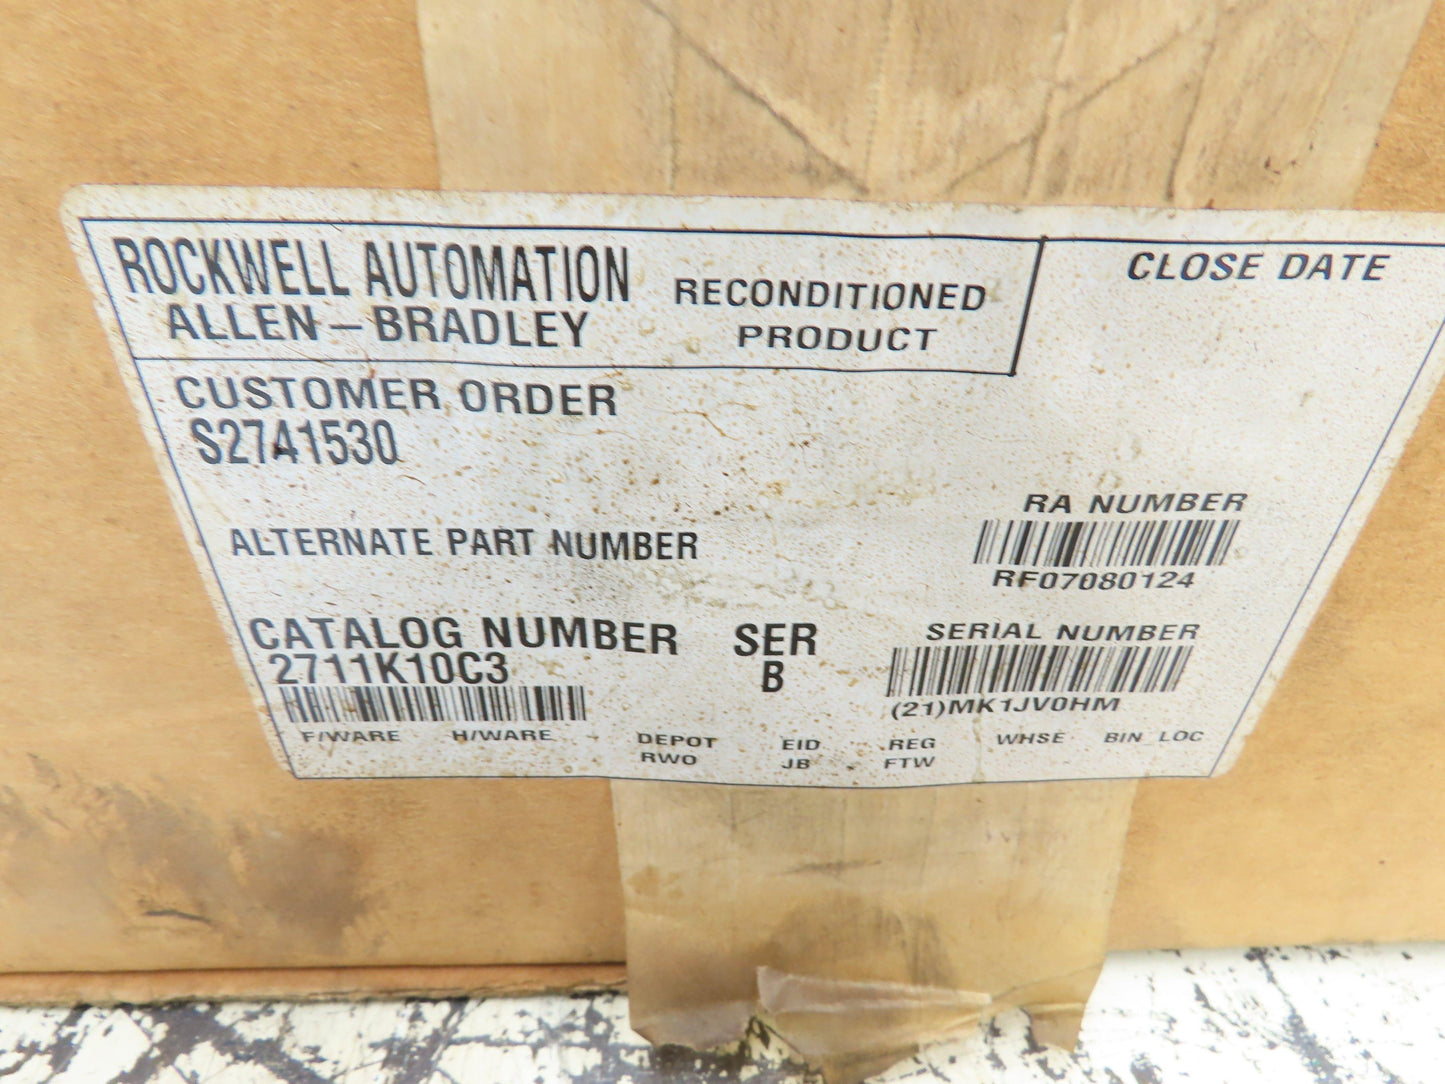 ROCKWELL AUTOMATION
ALLEN-BRADLEY
RECONDITIONED
PRODUCT
CLOSE DATE
CUSTOMER ORDER
S2741530
RA NUMBER
RF07080124
ALTERNATE PART NUMBER
CATALOG NUMBER SER
2711K10C3 B
SERIAL NUMBER
(21)MK1JV0HM
F/WARE H/WARE DEPOT EID REG WHSE BIN LOC
RWO JB FTW